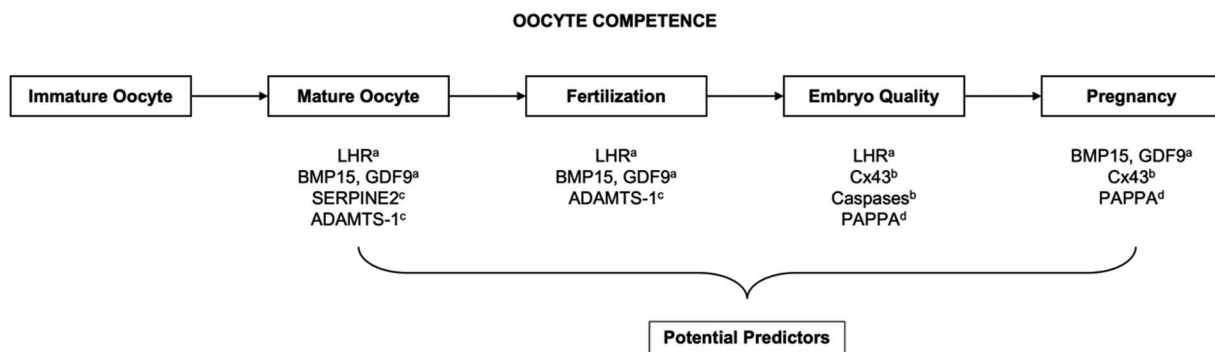 OOCYTE COMPETENCE
Immature Oocyte
Mature Oocyte
Fertilization
Embryo Quality
Pregnancy
LHRᵃ
BMP15, GDF9ᵃ
SERPINE2ᶜ
ADAMTS-1ᶜ
LHRᵃ
BMP15, GDF9ᵃ
ADAMTS-1ᶜ
LHRᵃ
Cx43ᵇ
Caspasesᵇ
PAPPAᵈ
BMP15, GDF9ᵃ
Cx43ᵇ
PAPPAᵈ
Potential Predictors